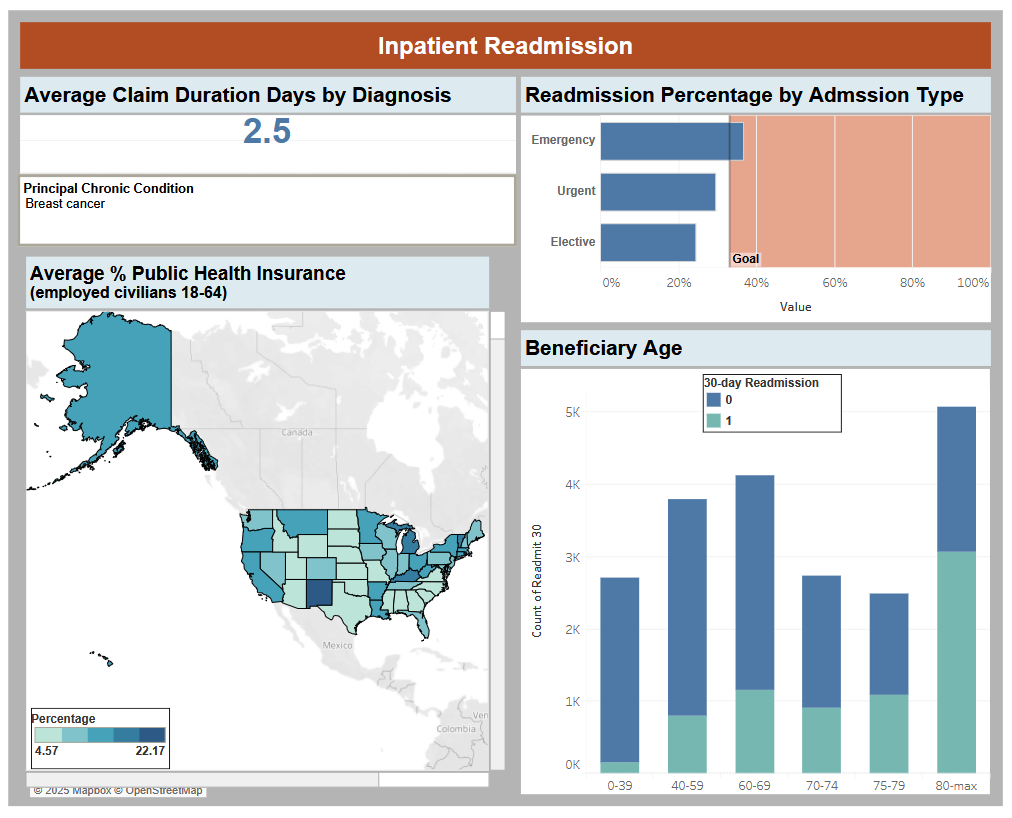 Inpatient Readmission
Average Claim Duration Days by Diagnosis
2.5
Principal Chronic Condition
Breast cancer
Average % Public Health Insurance
(employed civilians 18-64)
Canada
Mexico
Ven
Colombia
Percentage
4.57 22.17
© 2025 Mapbox © OpenStreetMap
Readmission Percentage by Admssion Type
Emergency
Urgent
Elective
Goal
0% 20% 40% 60% 80% 100%
Value
Beneficiary Age
30-day Readmission
0
1
Count of Readmit 30
5K
4K
3K
2K
1K
0K
0-39 40-59 60-69 70-74 75-79 80-max